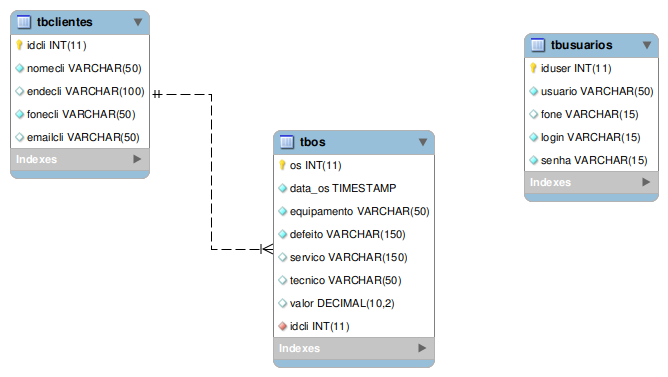 tbclientes
idcli INT(11)
nomecli VARCHAR(50)
endecli VARCHAR(100)
fonecli VARCHAR(50)
emailcli VARCHAR(50)
Indexes
tbos
os INT(11)
data_os TIMESTAMP
equipamento VARCHAR(50)
defeito VARCHAR(150)
servico VARCHAR(150)
tecnico VARCHAR(50)
valor DECIMAL(10,2)
idcli INT(11)
Indexes
tbusuarios
iduser INT(11)
usuario VARCHAR(50)
fone VARCHAR(15)
login VARCHAR(15)
senha VARCHAR(15)
Indexes